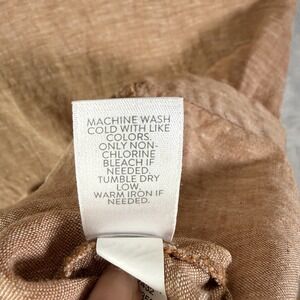 MACHINE WASH
COLD WITH LIKE
COLORS.
ONLY NON-
CHLORINE
BLEACH IF
NEEDED.
TUMBLE DRY
LOW.
WARM IRON IF
NEEDED.